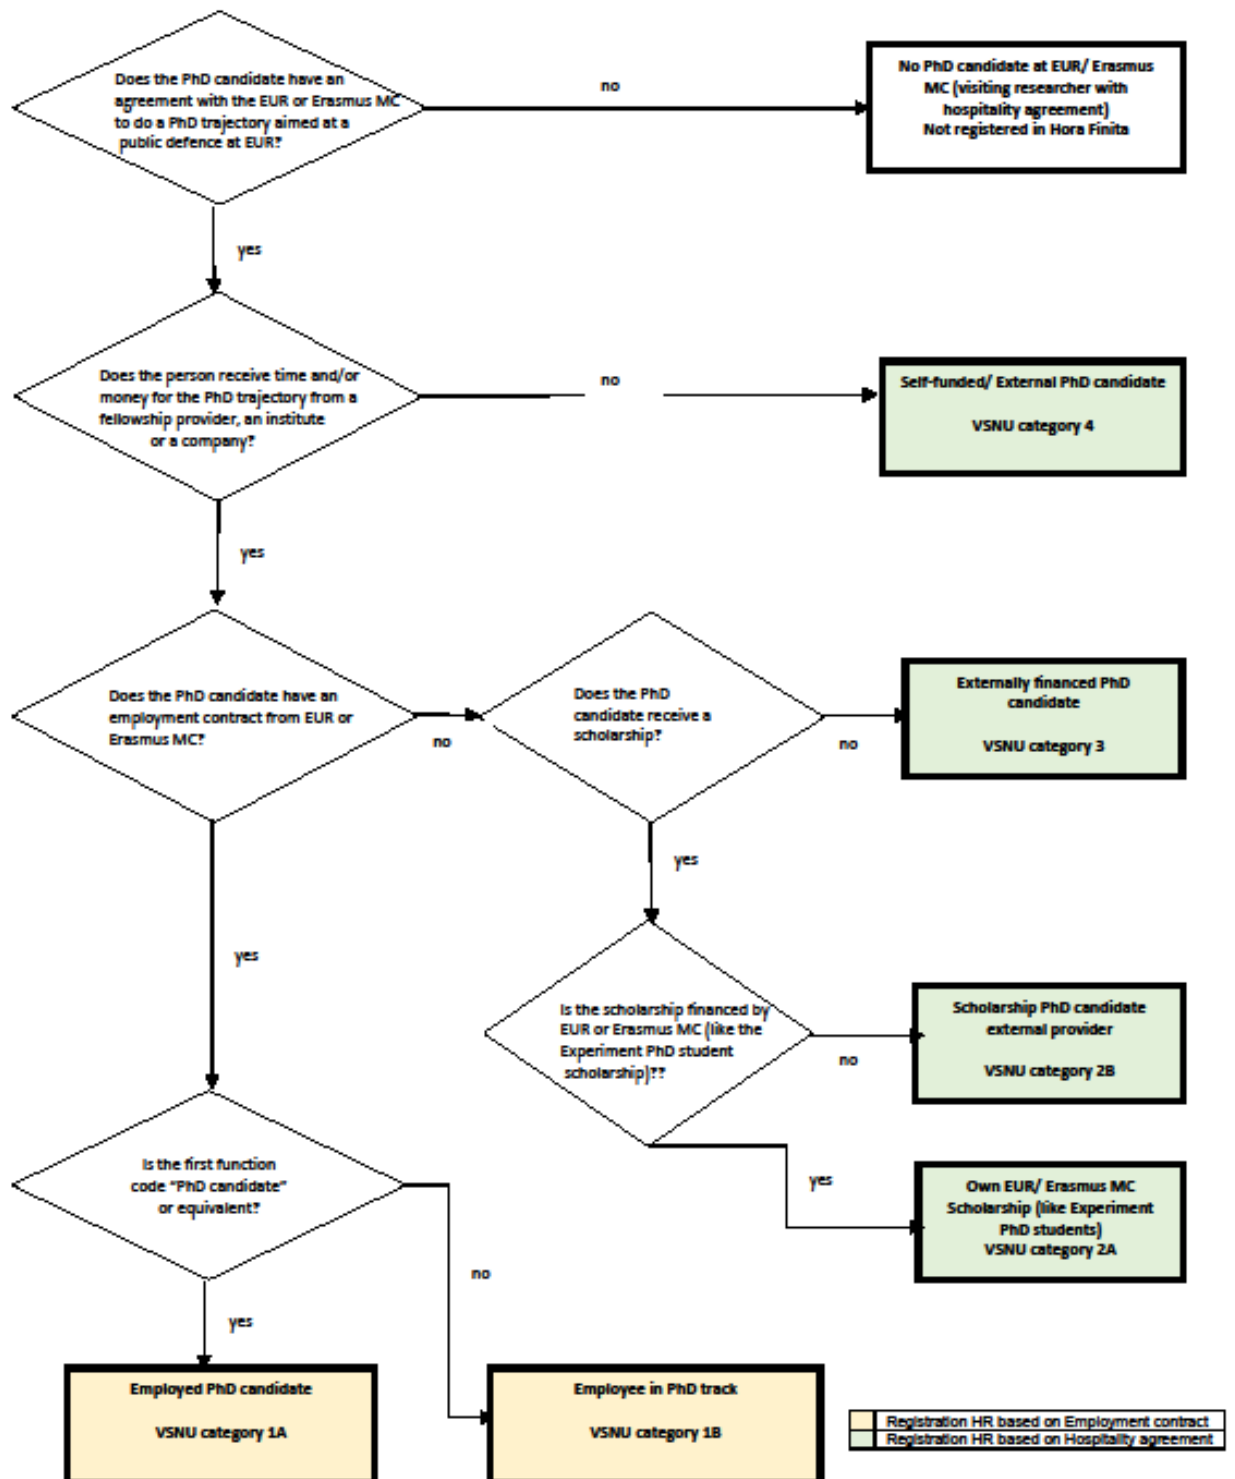 Does the PhD candidate have an
agreement with the EUR or Erasmus MC
to do a PhD trajectory aimed at a
public defence at EUR?
no
No PhD candidate at EUR/ Erasmus
MC (visiting researcher with
hospitality agreement)
Not registered in Hora Finita
yes
Does the person receive time and/or
money for the PhD trajectory from a
fellowship provider, an institute
or a company?
no
Self-funded/ External PhD candidate
VSNU category 4
yes
Does the PhD candidate have an
employment contract from EUR or
Erasmus MC?
no
Does the PhD
candidate receive a
scholarship?
no
Externally financed PhD
candidate
VSNU category 3
yes
yes
Is the scholarship financed by
EUR or Erasmus MC (like the
Experiment PhD student
scholarship)??
no
Scholarship PhD candidate
external provider
VSNU category 2B
yes
Own EUR/ Erasmus MC
Scholarship (like Experiment
PhD students)
VSNU category 2A
Is the first function
code "PhD candidate"
or equivalent?
no
yes
Employed PhD candidate
VSNU category 1A
Employee in PhD track
VSNU category 1B
Registration HR based on Employment contract
Registration HR based on Hospitality agreement